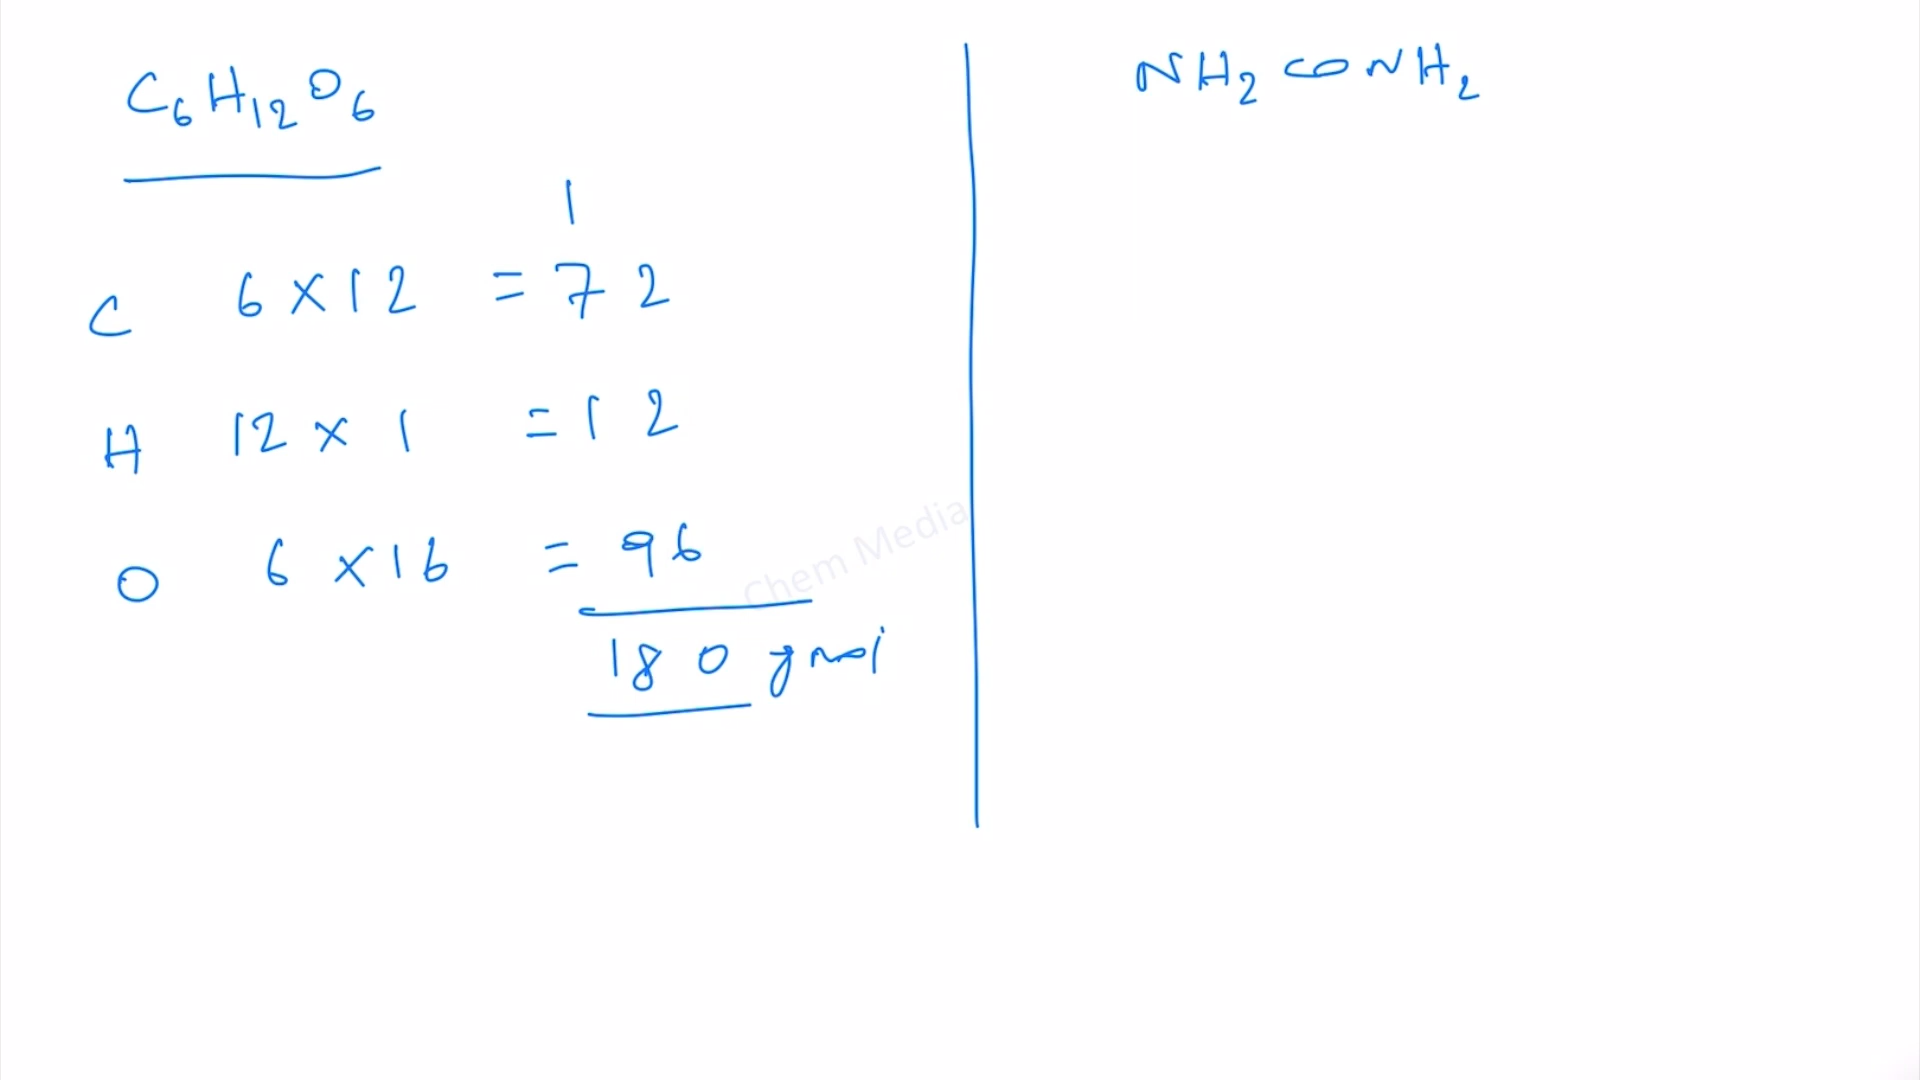 C₆H₁₂O₆
1
C 6 × 12 = 72
H 12 × 1 = 12
O 6 × 16 = 96
180 gmol
NH₂CONH₂
Chem Media